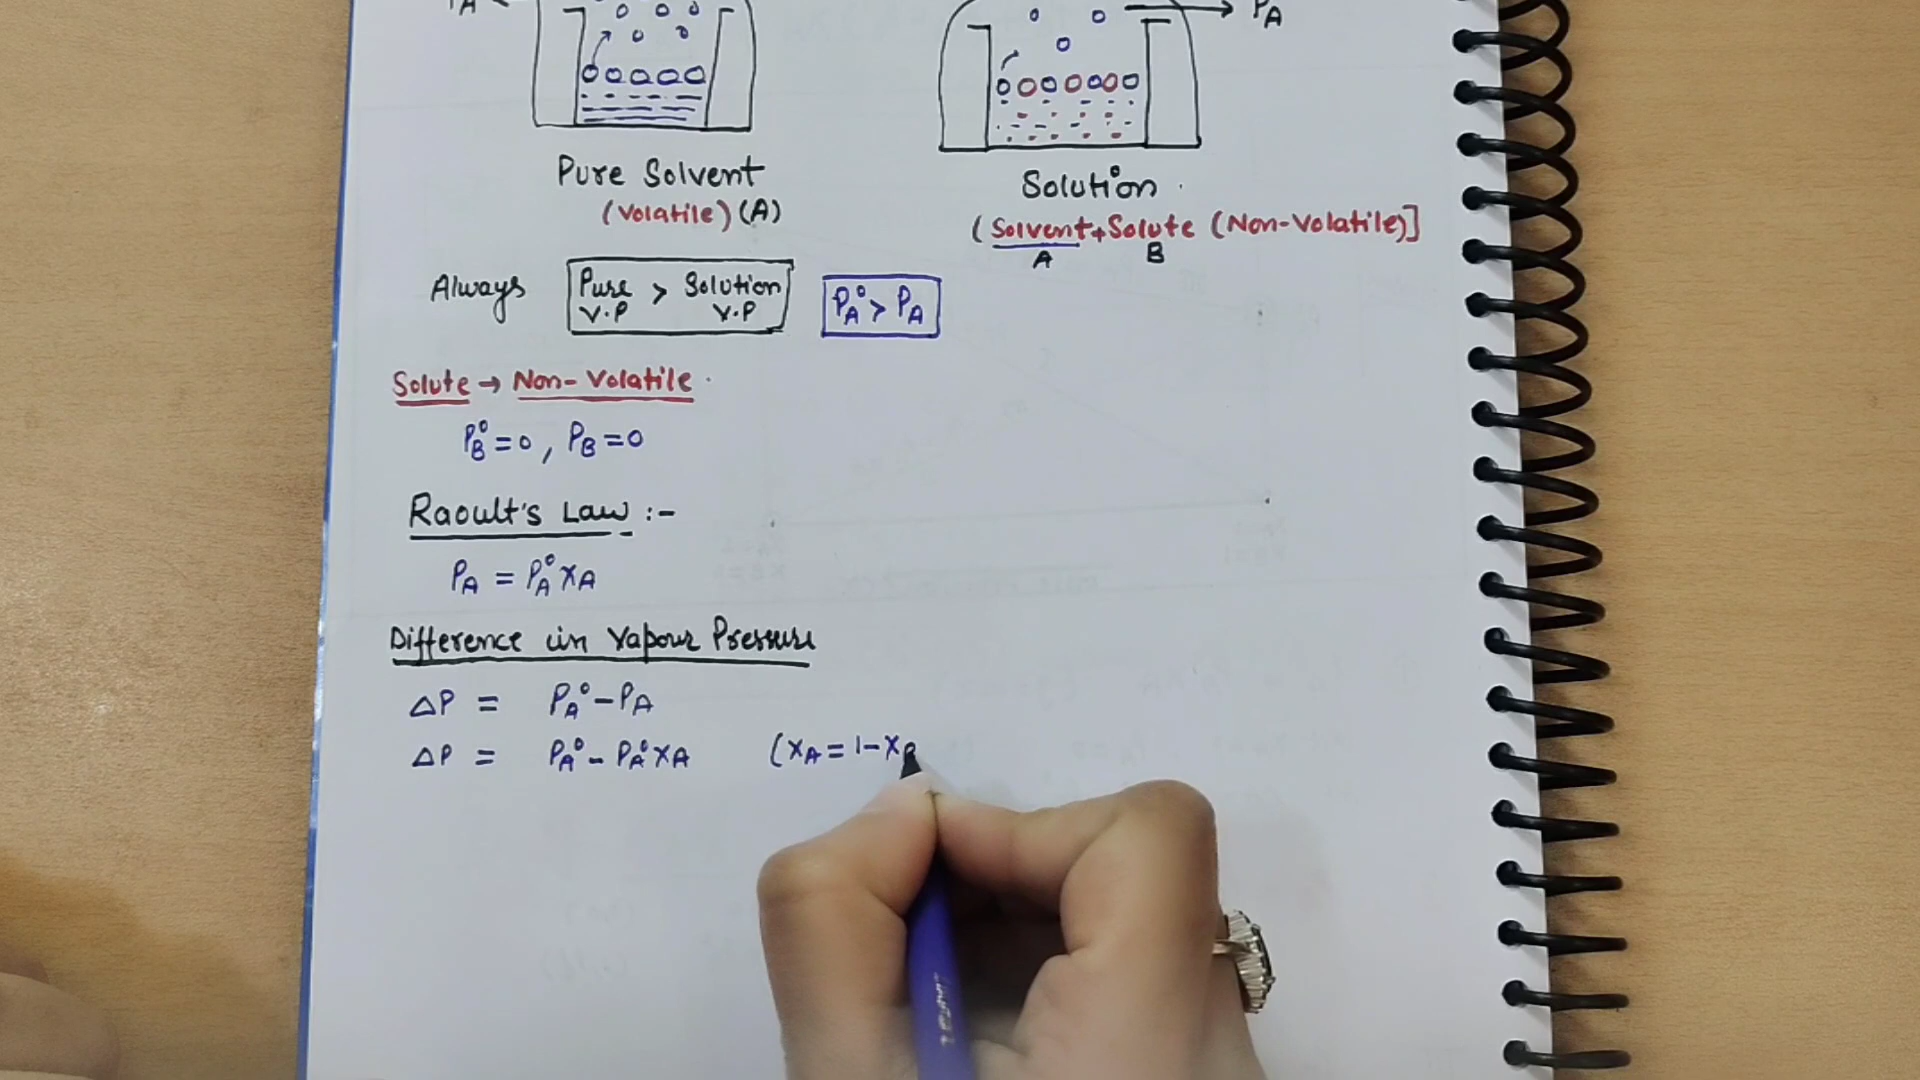 PA
Pure Solvent
(Volatile) (A)
Solution
(Solvent + Solute (Non-Volatile)]
A B
Always Pure V.P > Solution V.P PA° > PA
Solute → Non-Volatile
PB° = 0, PB = 0
Raoult's Law :-
PA = PA° XA
Difference in Vapour Pressure
ΔP = PA° - PA
ΔP = PA° - PA° XA (XA = 1 - X